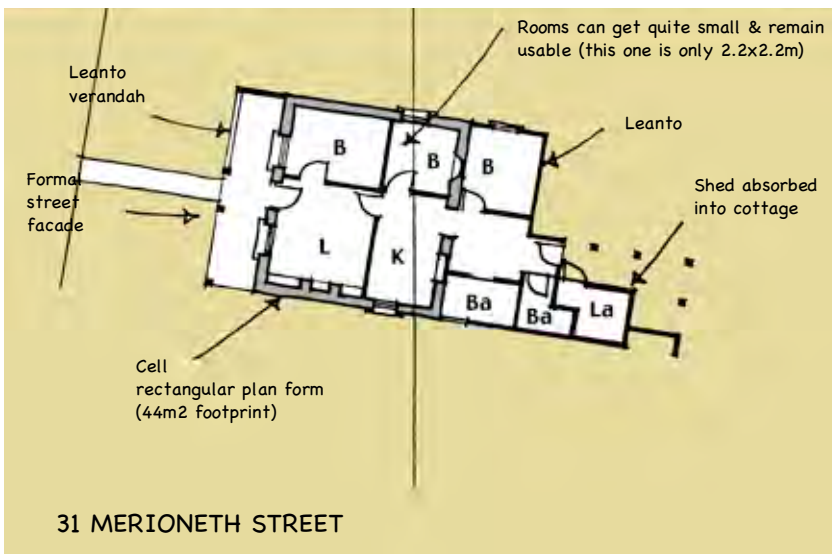 Rooms can get quite small & remain
usable (this one is only 2.2x2.2m)
Leanto
verandah
Leanto
Formal
street
facade
Shed absorbed
into cottage
B
B
B
L
K
Ba
Ba
La
Cell
rectangular plan form
(44m2 footprint)
31 MERIONETH STREET